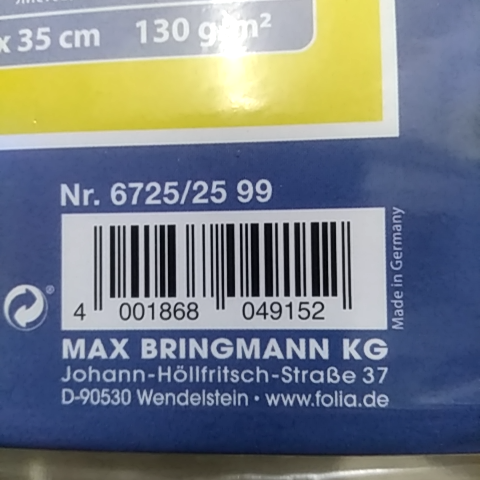 x 35 cm 130 g/m²
Nr. 6725/25 99
4 001868 049152
Made in Germany
MAX BRINGMANN KG
Johann-Höllfritsch-Straße 37
D-90530 Wendelstein • www.folia.de